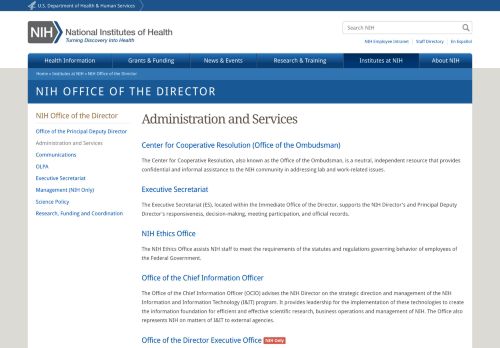 U.S. Department of Health & Human Services
NIH National Institutes of Health
Turning Discovery Into Health
Search NIH
NIH Employee Intranet | Staff Directory | En Español
Health Information Grants & Funding News & Events Research & Training Institutes at NIH About NIH
Home » Institutes at NIH » NIH Office of the Director
NIH OFFICE OF THE DIRECTOR
NIH Office of the Director
Office of the Principal Deputy Director
Administration and Services
Communications
OLPA
Executive Secretariat
Management (NIH Only)
Science Policy
Research, Funding and Coordination
Administration and Services
Center for Cooperative Resolution (Office of the Ombudsman)
The Center for Cooperative Resolution, also known as the Office of the Ombudsman, is a neutral, independent resource that provides
confidential and informal assistance to the NIH community in addressing lab and work-related issues.
Executive Secretariat
The Executive Secretariat (ES), located within the Immediate Office of the Director, supports the NIH Director's and Principal Deputy
Director's responsiveness, decision-making, meeting participation, and official records.
NIH Ethics Office
The NIH Ethics Office assists NIH staff to meet the requirements of the statutes and regulations governing behavior of employees of
the Federal Government.
Office of the Chief Information Officer
The Office of the Chief Information Officer (OCIO) advises the NIH Director on the strategic direction and management of the NIH
Information and Information Technology (I&IT) program. It provides leadership for the implementation of these technologies to create
the information foundation for efficient and effective scientific research, business operations and management of NIH. The Office also
represents NIH on matters of I&IT to external agencies.
Office of the Director Executive Office NIH Only